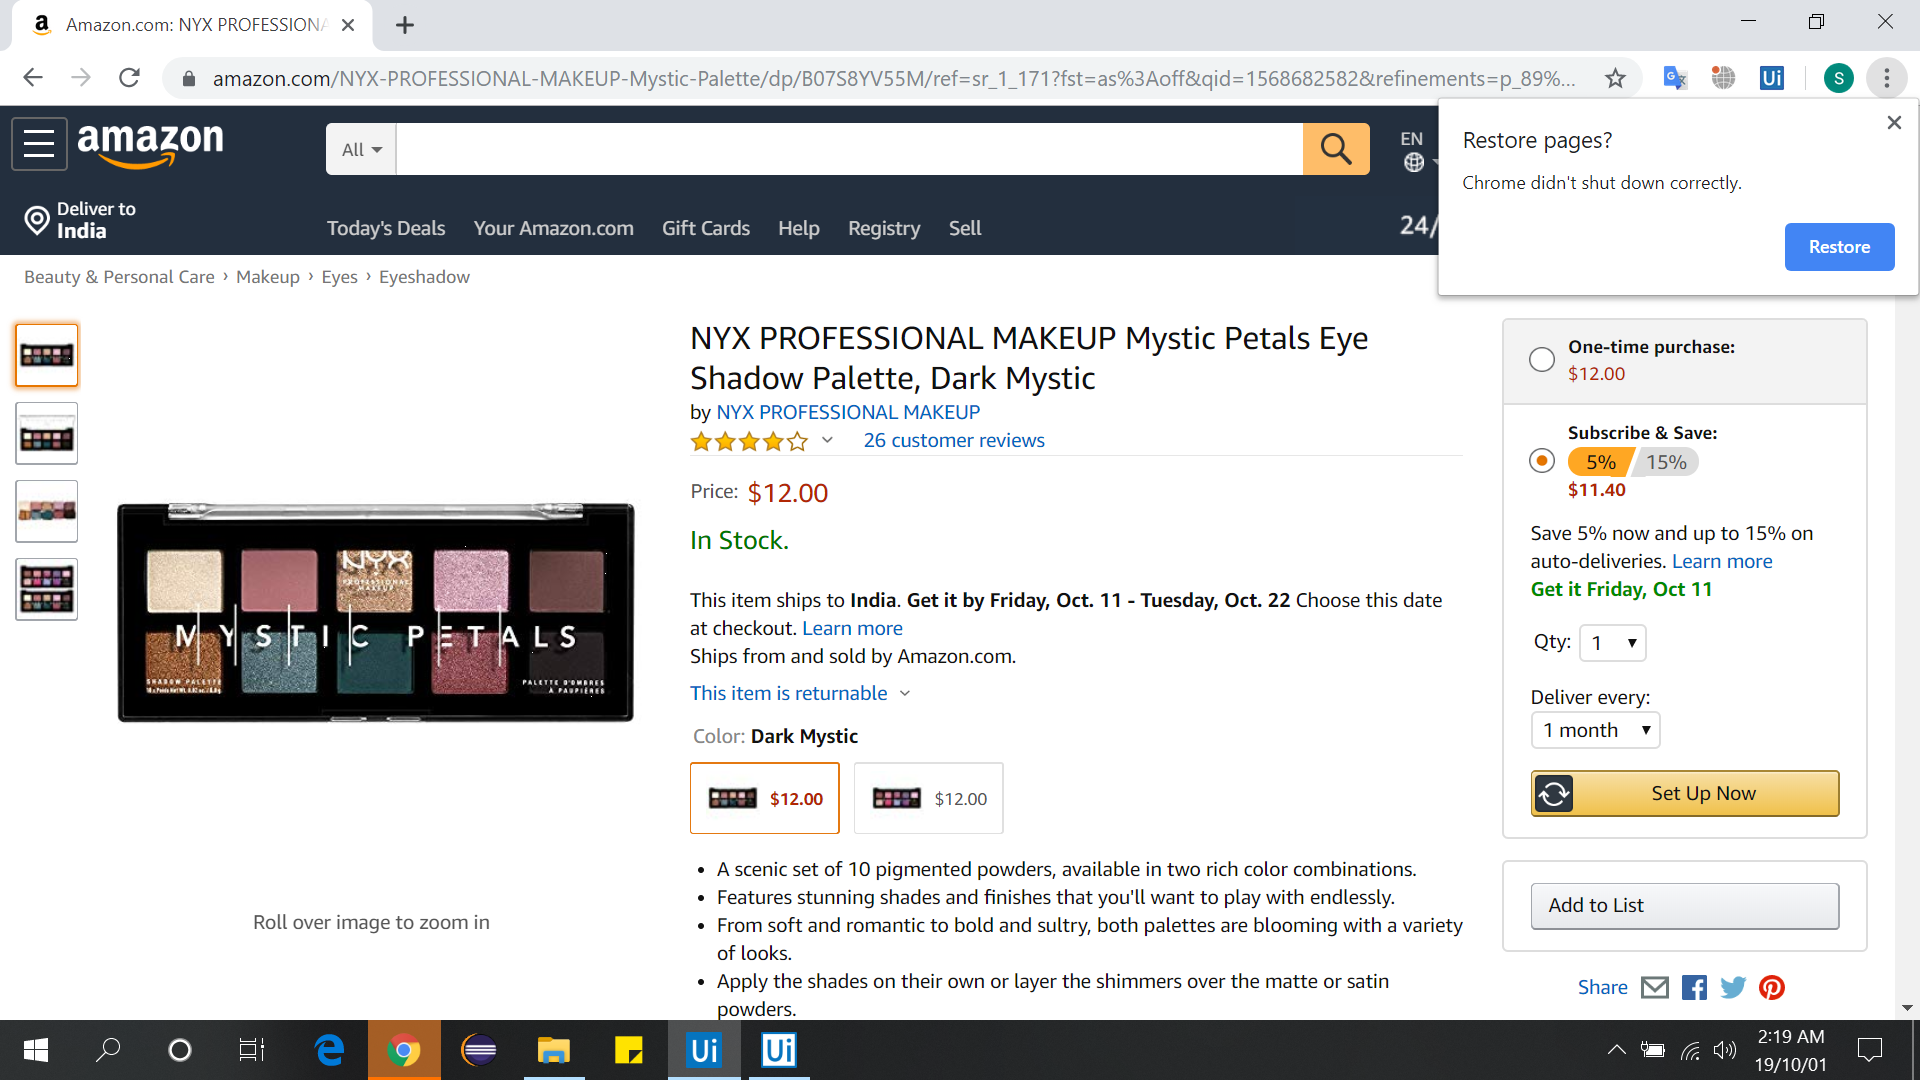 Amazon.com: NYX PROFESSIONA
amazon.com/NYX-PROFESSIONAL-MAKEUP-Mystic-Palette/dp/B07S8YV55M/ref=sr_1_171?fst=as%3Aoff&qid=1568682582&refinements=p_89%...
Ui
S
Restore pages?
Chrome didn't shut down correctly.
Restore
amazon
All
EN
Deliver to
India
Today's Deals Your Amazon.com Gift Cards Help Registry Sell
24/
Beauty & Personal Care › Makeup › Eyes › Eyeshadow
NYX PROFESSIONAL MAKEUP Mystic Petals Eye
Shadow Palette, Dark Mystic
by NYX PROFESSIONAL MAKEUP
26 customer reviews
Price: $12.00
In Stock.
This item ships to India. Get it by Friday, Oct. 11 - Tuesday, Oct. 22 Choose this date
at checkout. Learn more
Ships from and sold by Amazon.com.
This item is returnable
Color: Dark Mystic
$12.00
$12.00
A scenic set of 10 pigmented powders, available in two rich color combinations.
Features stunning shades and finishes that you'll want to play with endlessly.
From soft and romantic to bold and sultry, both palettes are blooming with a variety
of looks.
Apply the shades on their own or layer the shimmers over the matte or satin
powders.
NYX
PROFESSIONAL
MAKEUP
MYSTIC PETALS
SHADOW PALETTE
PALETTE D'OMBRES
À PAUPIÈRES
Roll over image to zoom in
One-time purchase:
$12.00
Subscribe & Save:
5% 15%
$11.40
Save 5% now and up to 15% on
auto-deliveries. Learn more
Get it Friday, Oct 11
Qty: 1
Deliver every:
1 month
Set Up Now
Add to List
Share
Ui
Ui
2:19 AM
19/10/01